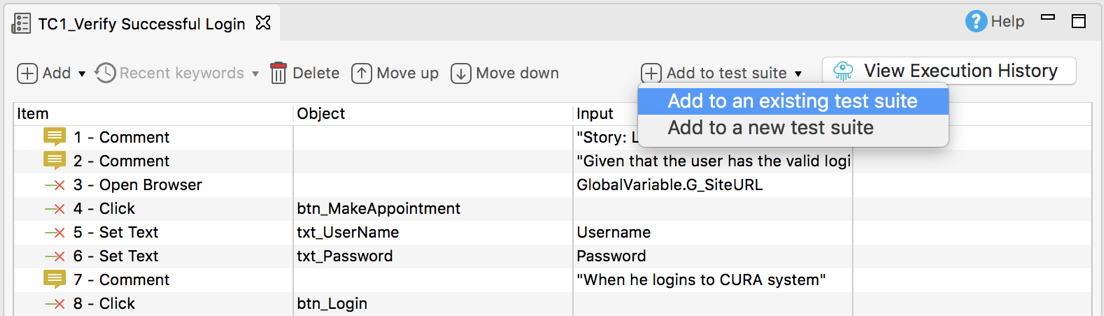 TC1_Verify Successful Login
Help
Add Recent keywords Delete Move up Move down Add to test suite View Execution History
Add to an existing test suite
Add to a new test suite
Item Object Input
1 - Comment "Story: L
2 - Comment "Given that the user has the valid logi
3 - Open Browser GlobalVariable.G_SiteURL
4 - Click btn_MakeAppointment
5 - Set Text txt_UserName Username
6 - Set Text txt_Password Password
7 - Comment "When he logins to CURA system"
8 - Click btn_Login